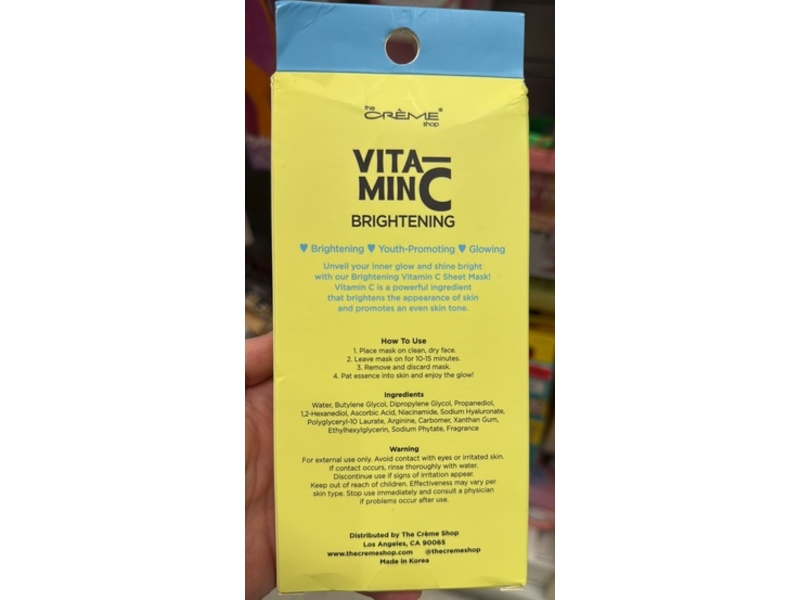 the
CRÈME®
shop
VITA
MIN C
BRIGHTENING
♥ Brightening ♥ Youth-Promoting ♥ Glowing
Unveil your inner glow and shine bright
with our Brightening Vitamin C Sheet Mask!
Vitamin C is a powerful ingredient
that brightens the appearance of skin
and promotes an even skin tone.
How To Use
1. Place mask on clean, dry face.
2. Leave mask on for 10-15 minutes.
3. Remove and discard mask.
4. Pat essence into skin and enjoy the glow!
Ingredients
Water, Butylene Glycol, Dipropylene Glycol, Propanediol,
1,2-Hexanediol, Ascorbic Acid, Niacinamide, Sodium Hyaluronate,
Polyglyceryl-10 Laurate, Arginine, Carbomer, Xanthan Gum,
Ethylhexylglycerin, Sodium Phytate, Fragrance
Warning
For external use only. Avoid contact with eyes or irritated skin.
If contact occurs, rinse thoroughly with water.
Discontinue use if signs of irritation appear.
Keep out of reach of children. Effectiveness may vary per
skin type. Stop use immediately and consult a physician
if problems occur after use.
Distributed by The Crème Shop
Los Angeles, CA 90065
www.thecremeshop.com @thecremeshop
Made in Korea